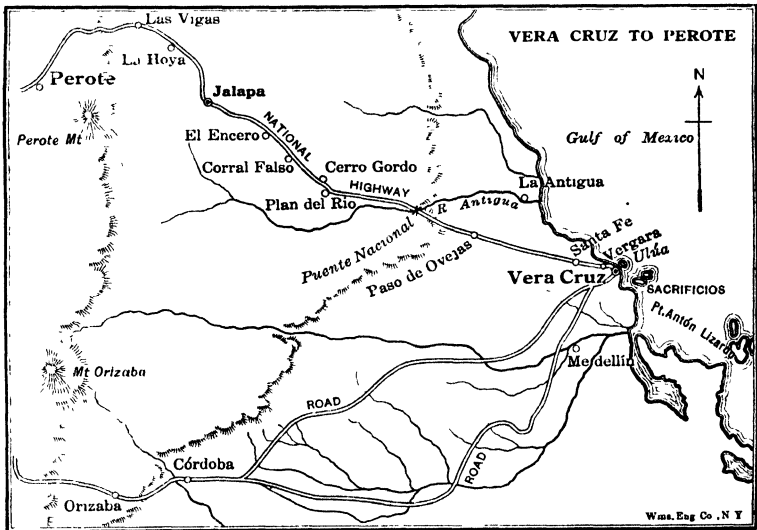 VERA CRUZ TO PEROTE
Las Vigas
La Hoya
Perote
Perote Mt
Jalapa
N
Gulf of Mexico
El Encero
NATIONAL
HIGHWAY
Corral Falso
Cerro Gordo
Plan del Rio
La Antigua
R Antigua
Puente Nacional
Paso de Ovejas
Santa Fe
Vergara
Ulúa
Vera Cruz
SACRIFICIOS
Pt. Antón Lizardo
Mt Orizaba
Medellín
ROAD
ROAD
Córdoba
Orizaba
Wms. Eng Co., N Y